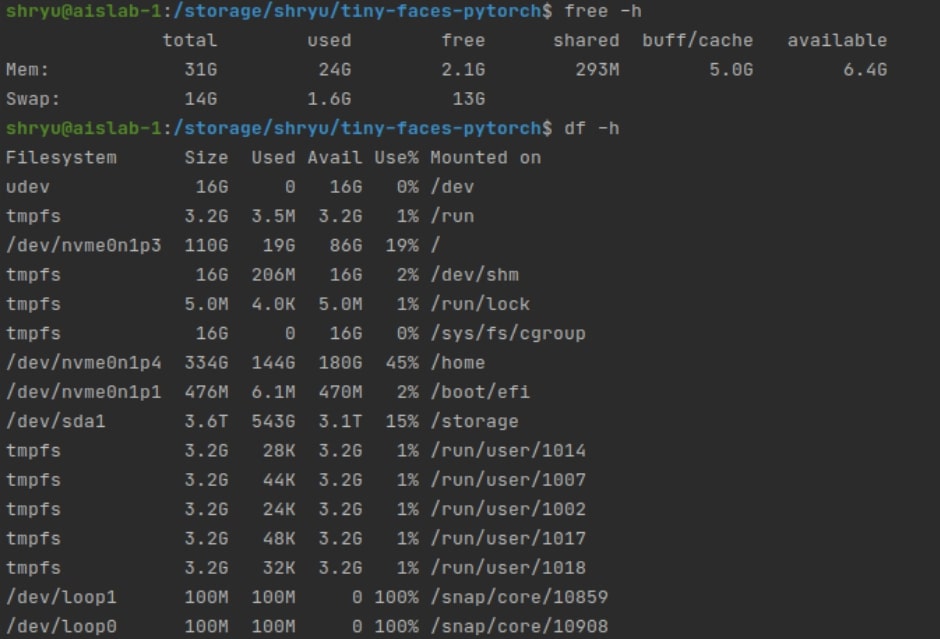 shryu@aislab-1:/storage/shryu/tiny-faces-pytorch$ free -h
total used free shared buff/cache available
Mem: 31G 24G 2.1G 293M 5.0G 6.4G
Swap: 14G 1.6G 13G
shryu@aislab-1:/storage/shryu/tiny-faces-pytorch$ df -h
Filesystem Size Used Avail Use% Mounted on
udev 16G 0 16G 0% /dev
tmpfs 3.2G 3.5M 3.2G 1% /run
/dev/nvme0n1p3 110G 19G 86G 19% /
tmpfs 16G 206M 16G 2% /dev/shm
tmpfs 5.0M 4.0K 5.0M 1% /run/lock
tmpfs 16G 0 16G 0% /sys/fs/cgroup
/dev/nvme0n1p4 334G 144G 180G 45% /home
/dev/nvme0n1p1 476M 6.1M 470M 2% /boot/efi
/dev/sda1 3.6T 543G 3.1T 15% /storage
tmpfs 3.2G 28K 3.2G 1% /run/user/1014
tmpfs 3.2G 44K 3.2G 1% /run/user/1007
tmpfs 3.2G 24K 3.2G 1% /run/user/1002
tmpfs 3.2G 48K 3.2G 1% /run/user/1017
tmpfs 3.2G 32K 3.2G 1% /run/user/1018
/dev/loop1 100M 100M 0 100% /snap/core/10859
/dev/loop0 100M 100M 0 100% /snap/core/10908